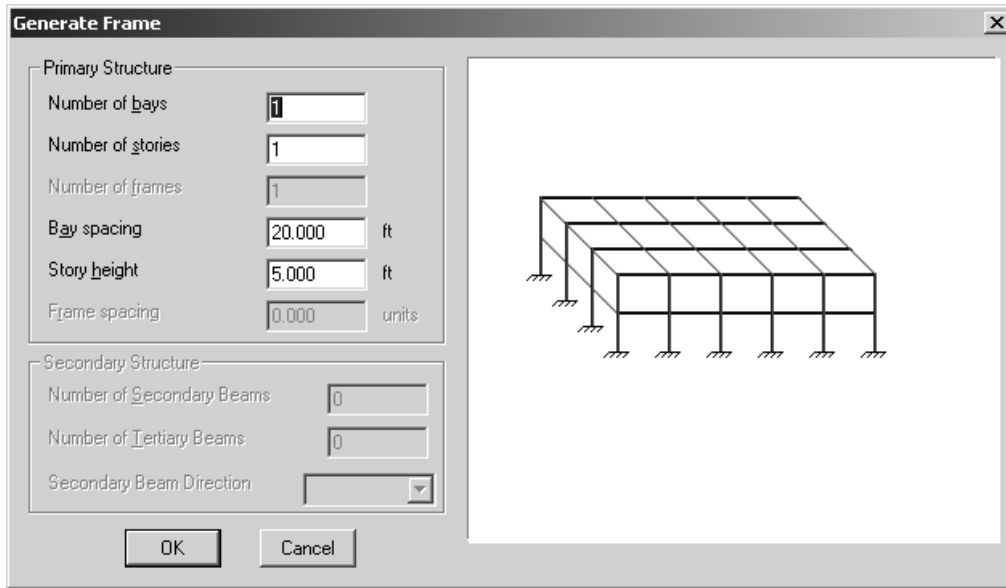 Generate Frame
Primary Structure
Number of bays 1
Number of stories 1
Number of frames 1
Bay spacing 20.000 ft
Story height 5.000 ft
Frame spacing 0.000 units
Secondary Structure
Number of Secondary Beams 0
Number of Tertiary Beams 0
Secondary Beam Direction
OK Cancel